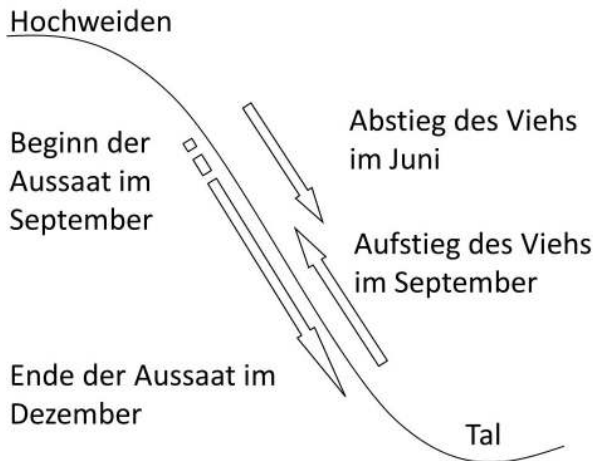 Hochweiden
Beginn der
Aussaat im
September
Abstieg des Viehs
im Juni
Aufstieg des Viehs
im September
Ende der Aussaat im
Dezember
Tal